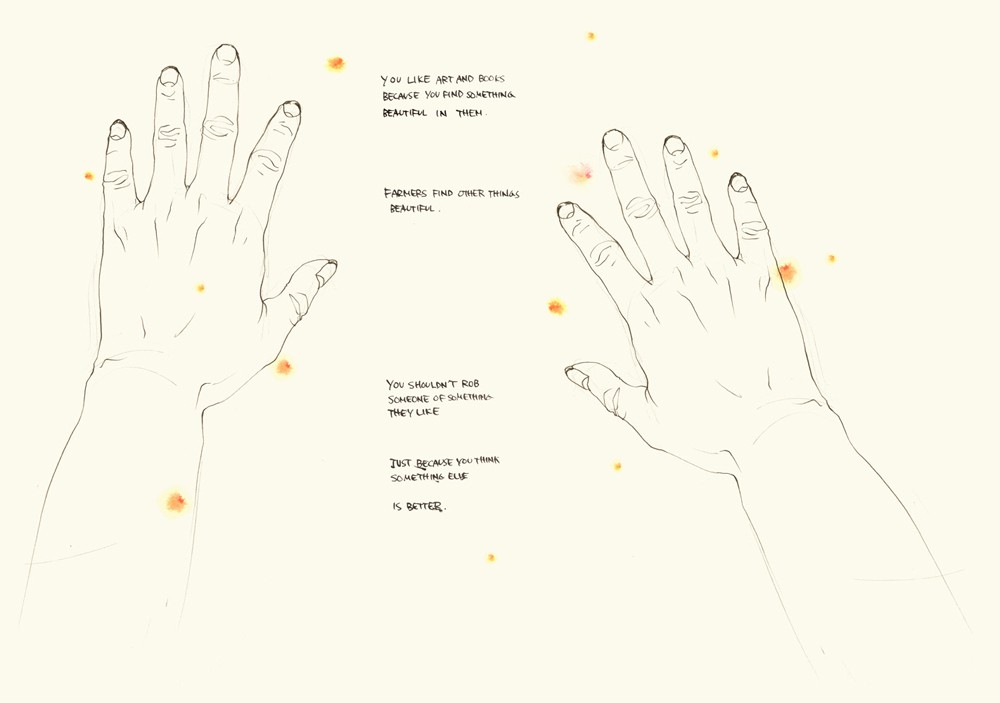 YOU LIKE ART AND BOOKS
BECAUSE YOU FIND SOMETHING
BEAUTIFUL IN THEM.
FARMERS FIND OTHER THINGS
BEAUTIFUL.
YOU SHOULDN'T ROB
SOMEONE OF SOMETHING
THEY LIKE
JUST BECAUSE YOU THINK
SOMETHING ELSE
IS BETTER.